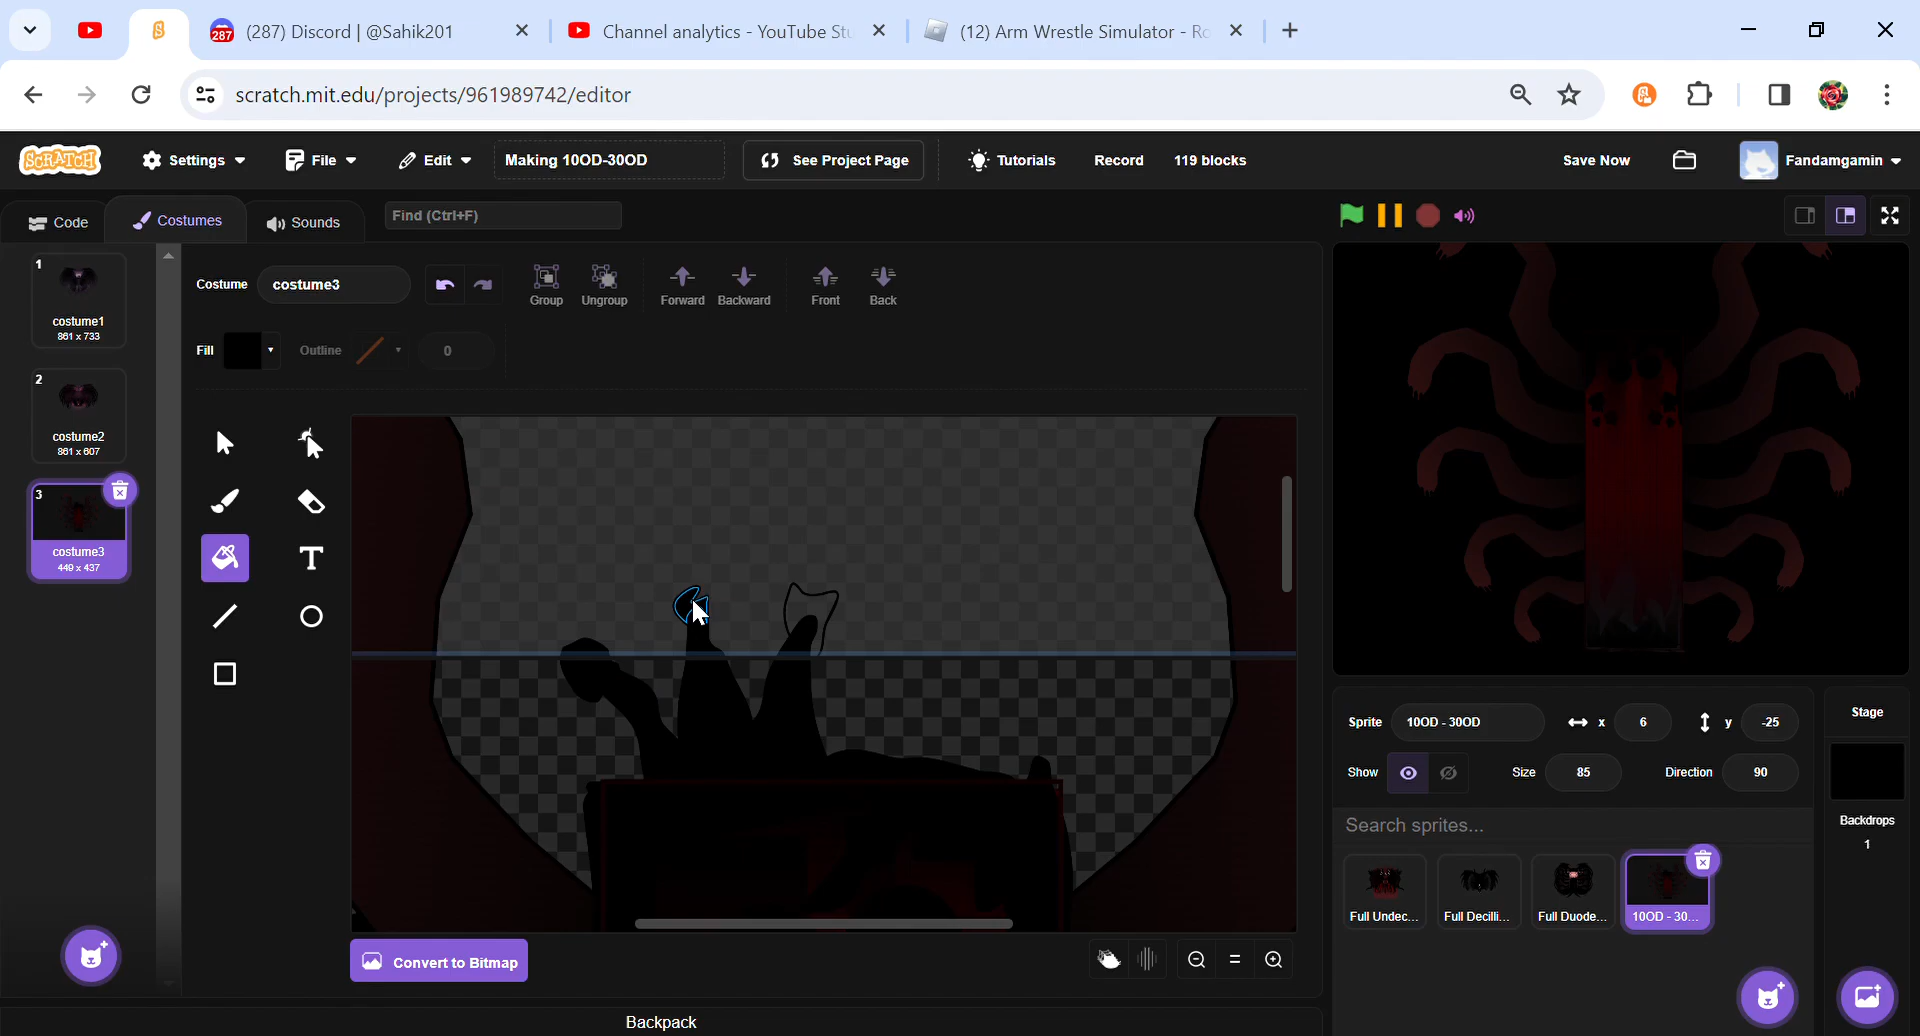 287
(287) Discord | @Sahik201
Channel analytics - YouTube Stu
(12) Arm Wrestle Simulator - Ro
scratch.mit.edu/projects/961989742/editor
SCRATCH
Settings
File
Edit
Making 10OD-30OD
See Project Page
Tutorials
Record
119 blocks
Save Now
Fandamgamin
Code
Costumes
Sounds
Find (Ctrl+F)
1
costume1
861 x 733
2
costume2
861 x 607
3
costume3
449 x 437
Costume
costume3
Group
Ungroup
Forward
Backward
Front
Back
Fill
Outline
0
T
Convert to Bitmap
Backpack
Sprite
10OD - 30OD
x
6
y
-25
Show
Size
85
Direction
90
Search sprites...
Full Undec...
Full Decilli...
Full Duode...
10OD - 30...
Stage
Backdrops
1